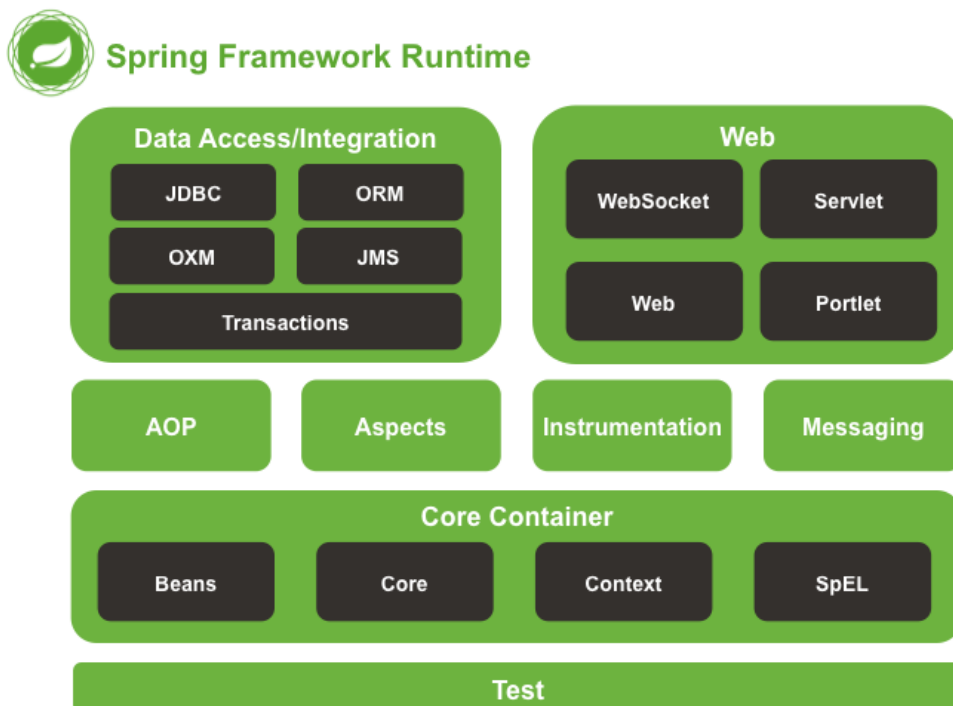 Spring Framework Runtime
Data Access/Integration
JDBC
ORM
OXM
JMS
Transactions
Web
WebSocket
Servlet
Web
Portlet
AOP
Aspects
Instrumentation
Messaging
Core Container
Beans
Core
Context
SpEL
Test